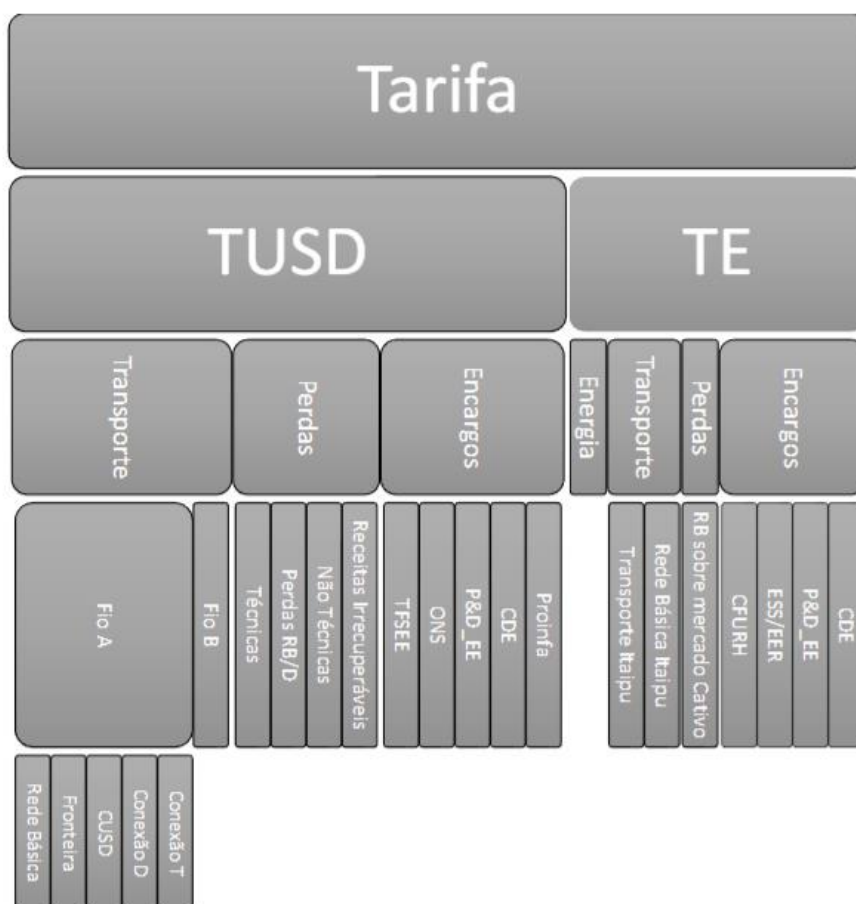 Tarifa
TUSD
TE
Transporte
Perdas
Encargos
Energia
Transporte
Perdas
Encargos
Fio A
Fio B
Técnicas
Perdas RB/D
Não Técnicas
Receitas Irrecuperáveis
TFSEE
ONS
P&D_EE
CDE
Proinfa
Transporte Itaipu
Rede Básica Itaipu
RB sobre mercado Cativo
CFURH
ESS/EER
P&D_EE
CDE
Rede Básica
Fronteira
CUSD
Conexão D
Conexão T